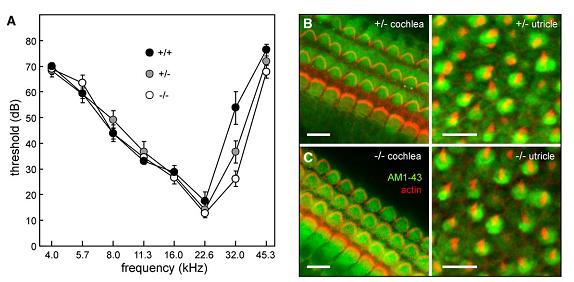 A
80
70
60
50
40
30
20
10
0
threshold (dB)
+/+
+/-
-/-
4.0 5.7 8.0 11.3 16.0 22.6 32.0 45.3
frequency (kHz)
B
+/- cochlea
+/- utricle
C
-/- cochlea
AM1-43
actin
-/- utricle